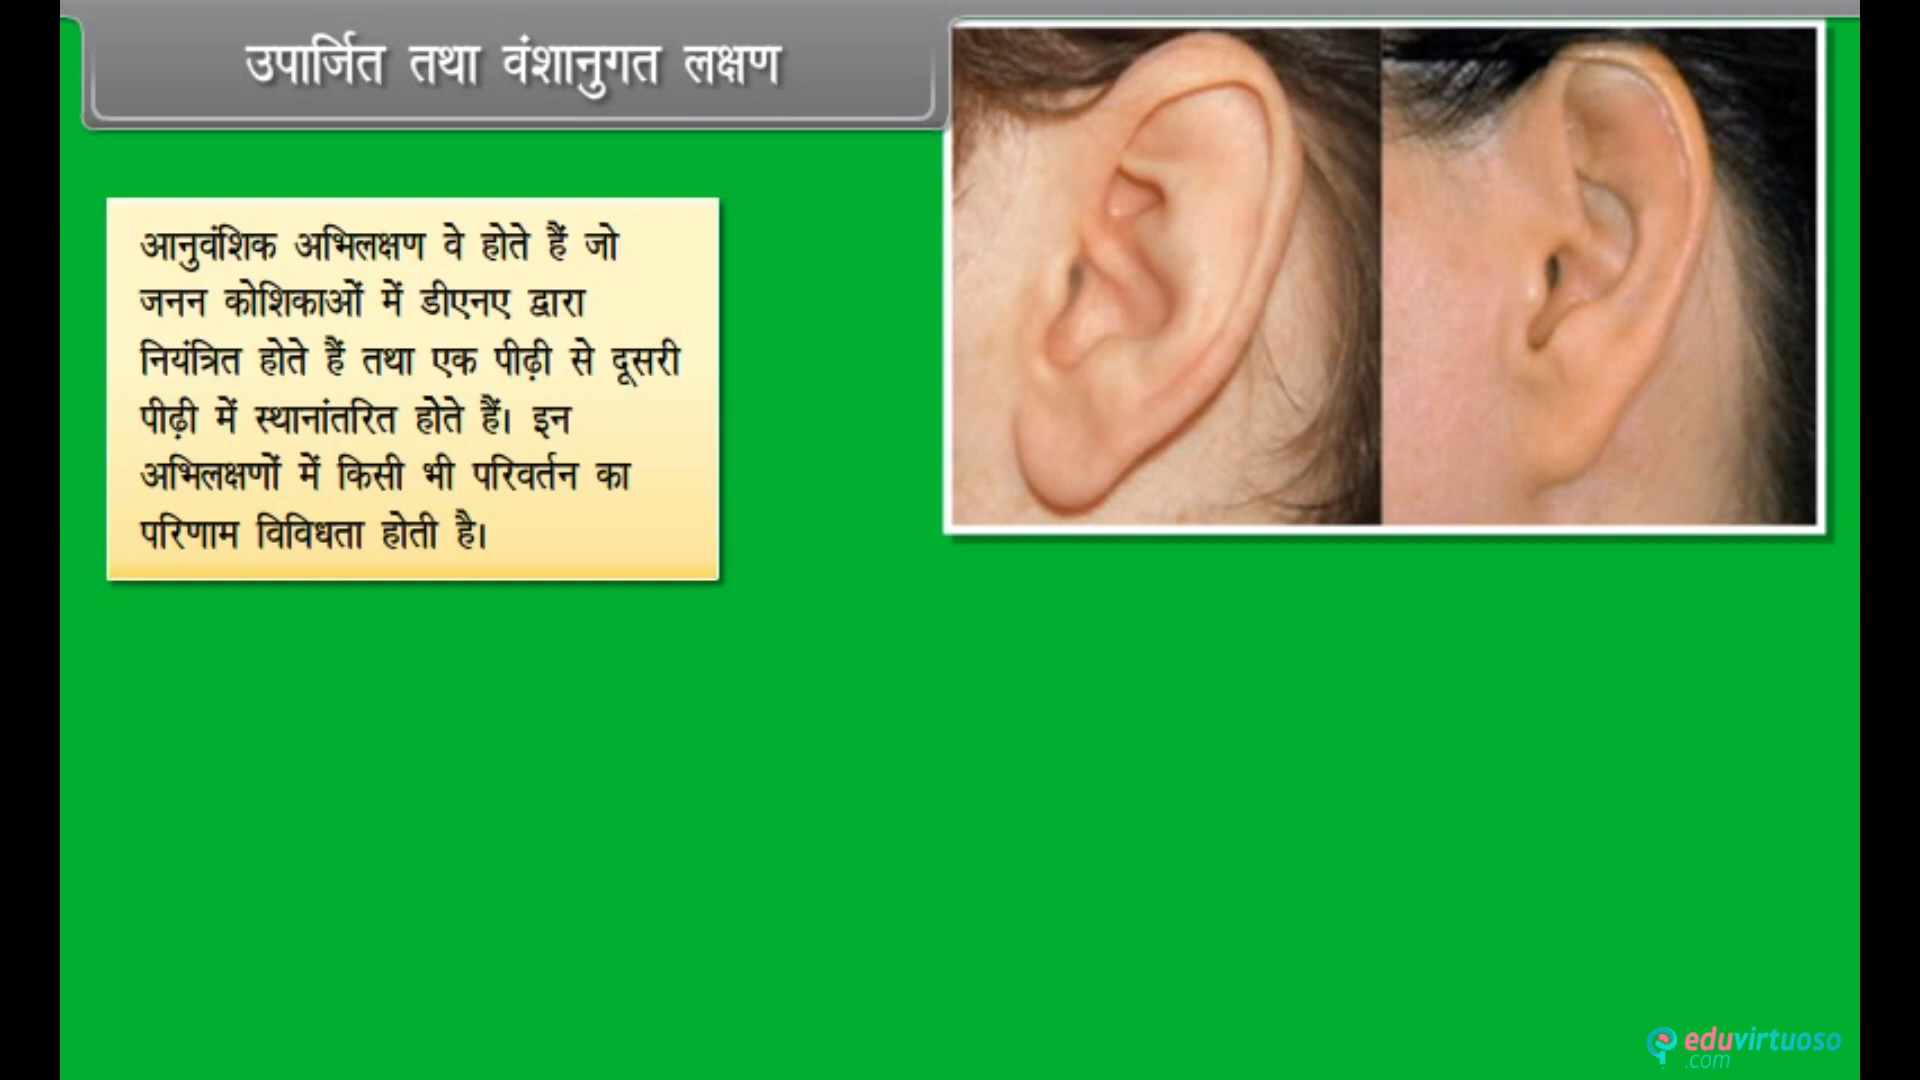 उपार्जित तथा वंशानुगत लक्षण
आनुवंशिक अभिलक्षण वे होते हैं जो
जनन कोशिकाओं में डीएनए द्वारा
नियंत्रित होते हैं तथा एक पीढ़ी से दूसरी
पीढ़ी में स्थानांतरित होते हैं। इन
अभिलक्षणों में किसी भी परिवर्तन का
परिणाम विविधता होती है।
eduvirtuoso
.com